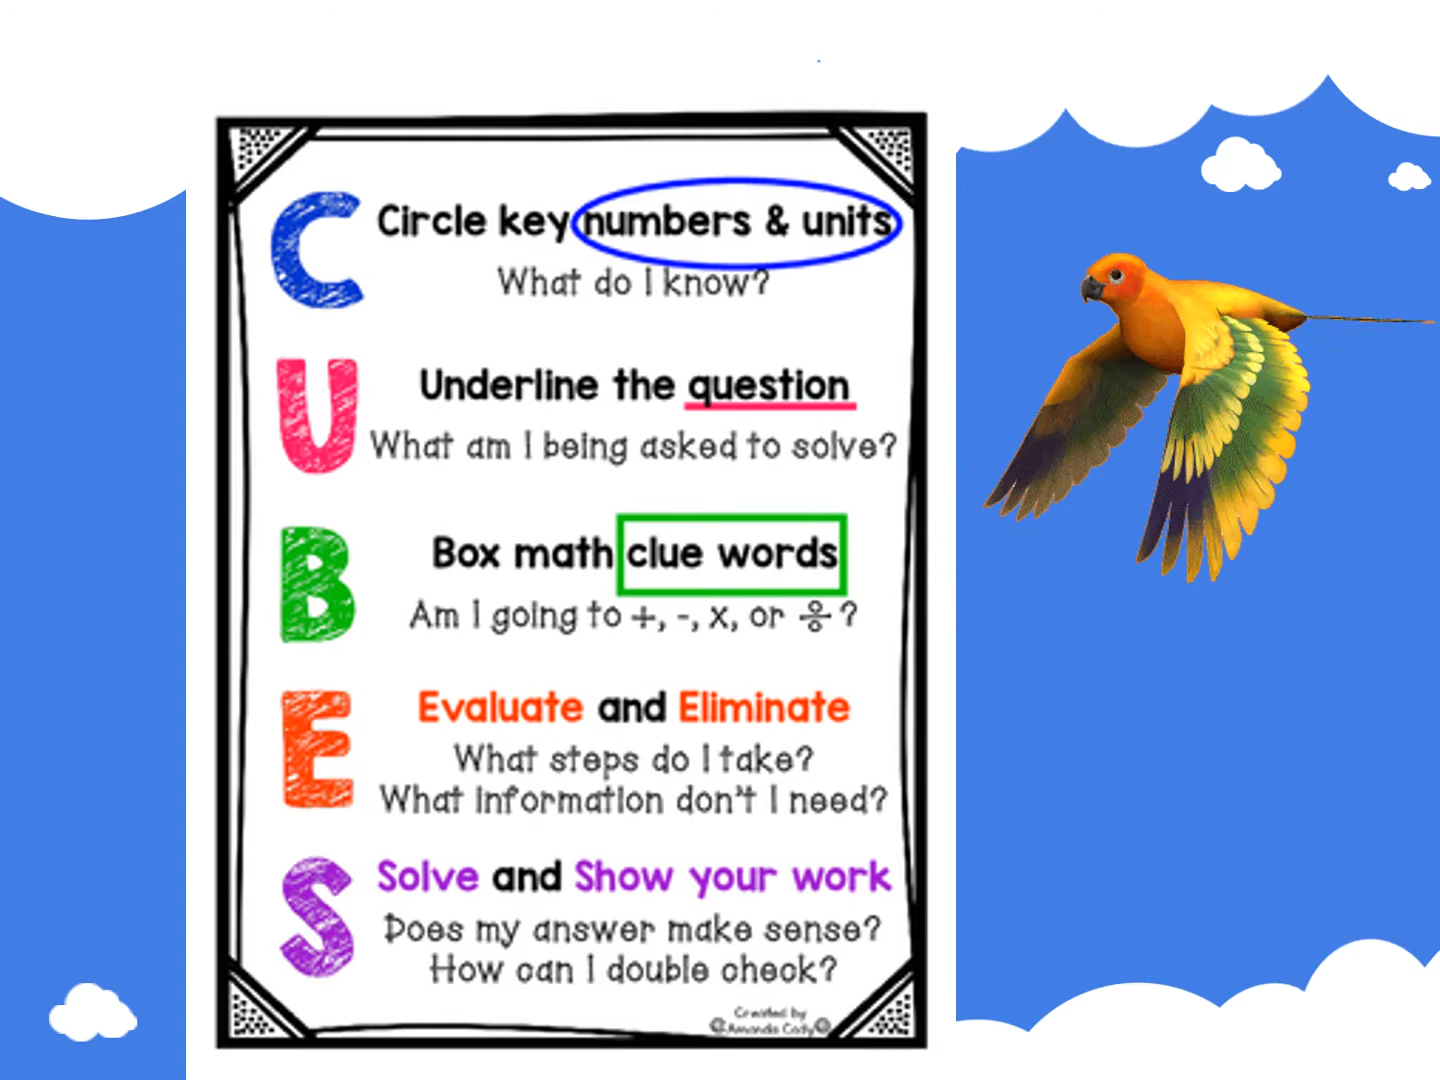 C Circle key numbers & units
What do I know?
U Underline the question
What am I being asked to solve?
B Box math clue words
Am I going to +, -, x, or ÷?
E Evaluate and Eliminate
What steps do I take?
What information don't I need?
S Solve and Show your work
Does my answer make sense?
How can I double check?
Created by
©Amanda Cady©